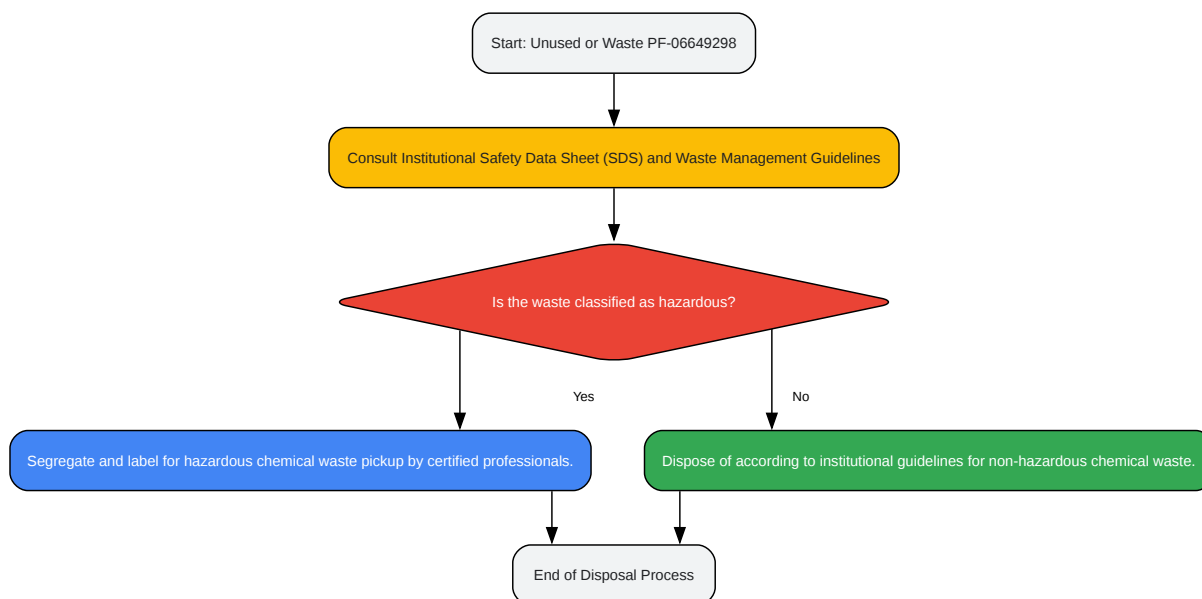 Start: Unused or Waste PF-06649298
Consult Institutional Safety Data Sheet (SDS) and Waste Management Guidelines
Is the waste classified as hazardous?
Yes
No
Segregate and label for hazardous chemical waste pickup by certified professionals.
Dispose of according to institutional guidelines for non-hazardous chemical waste.
End of Disposal Process